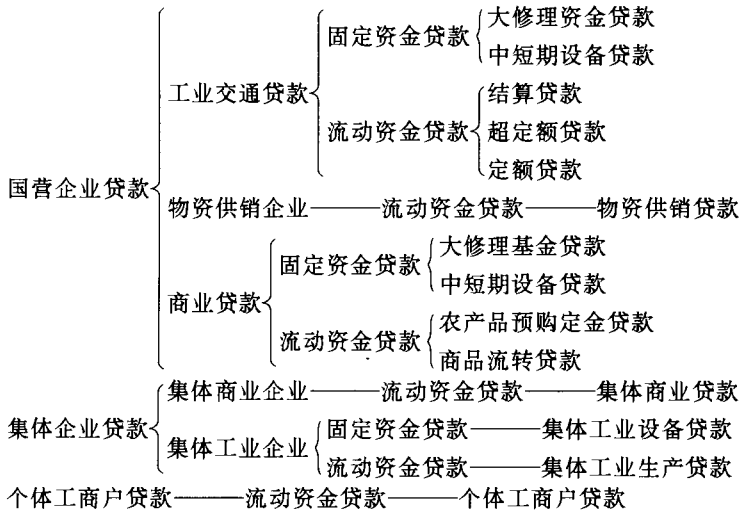 大修理资金贷款
固定资金贷款
中短期设备贷款
工业交通贷款
结算贷款
流动资金贷款 超定额贷款
定额贷款
国营企业贷款
物资供销企业——流动资金贷款——物资供销贷款
大修理基金贷款
固定资金贷款
中短期设备贷款
商业贷款
农产品预购定金贷款
流动资金贷款
商品流转贷款
集体商业企业——流动资金贷款——集体商业贷款
集体企业贷款
固定资金贷款——集体工业设备贷款
集体工业企业
流动资金贷款——集体工业生产贷款
个体工商户贷款——流动资金贷款——个体工商户贷款